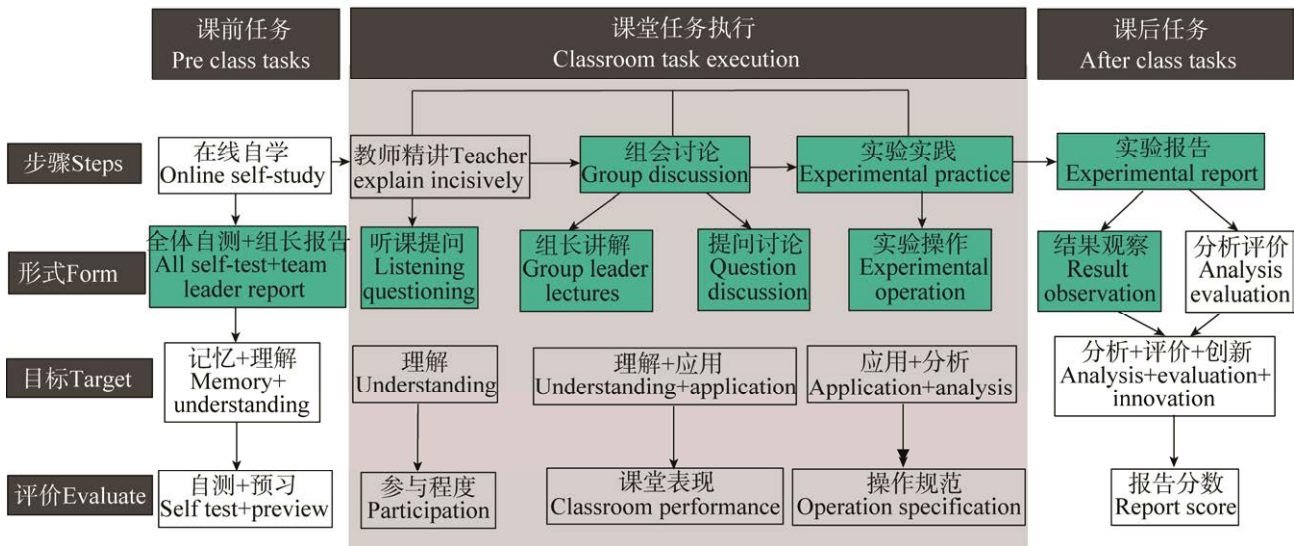 课前任务
Pre class tasks
课堂任务执行
Classroom task execution
课后任务
After class tasks
步骤Steps
在线自学
Online self-study
教师精讲Teacher
explain incisively
组会讨论
Group discussion
实验实践
Experimental practice
实验报告
Experimental report
形式Form
全体自测+组长报告
All self-test+team
leader report
听课提问
Listening
questioning
组长讲解
Group leader
lectures
提问讨论
Question
discussion
实验操作
Experimental
operation
结果观察
Result
observation
分析评价
Analysis
evaluation
目标Target
记忆+理解
Memory+
understanding
理解
Understanding
理解+应用
Understanding+application
应用+分析
Application+analysis
分析+评价+创新
Analysis+evaluation+
innovation
评价Evaluate
自测+预习
Self test+preview
参与程度
Participation
课堂表现
Classroom performance
操作规范
Operation specification
报告分数
Report score